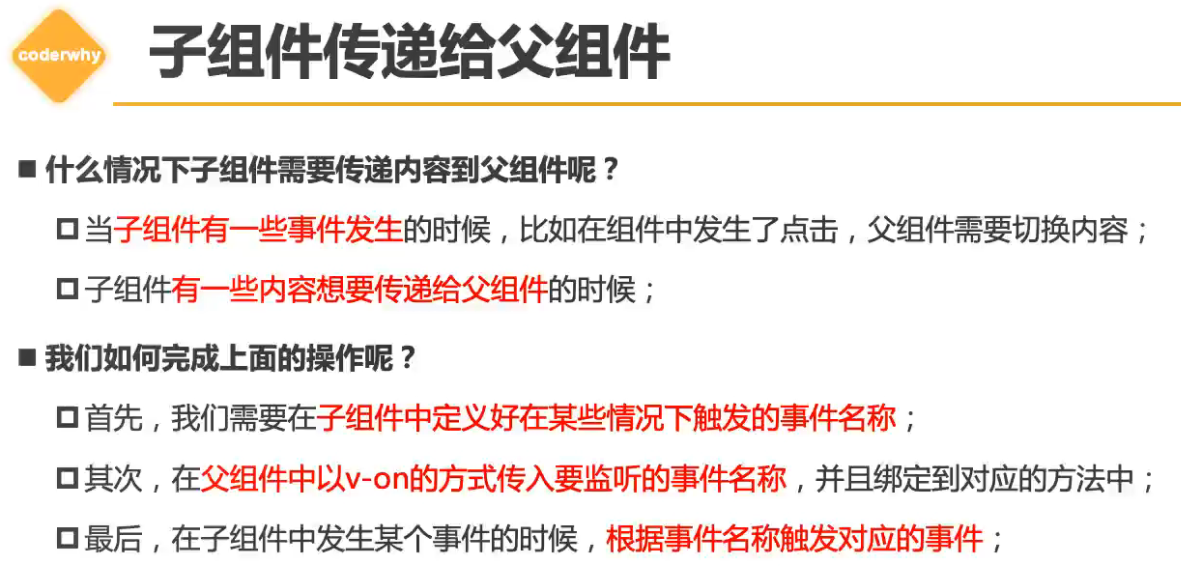 coderwhy
子组件传递给父组件
什么情况下子组件需要传递内容到父组件呢？
当子组件有一些事件发生的时候，比如在组件中发生了点击，父组件需要切换内容；
子组件有一些内容想要传递给父组件的时候；
我们如何完成上面的操作呢？
首先，我们需要在子组件中定义好在某些情况下触发的事件名称；
其次，在父组件中以v-on的方式传入要监听的事件名称，并且绑定到对应的方法中；
最后，在子组件中发生某个事件的时候，根据事件名称触发对应的事件；